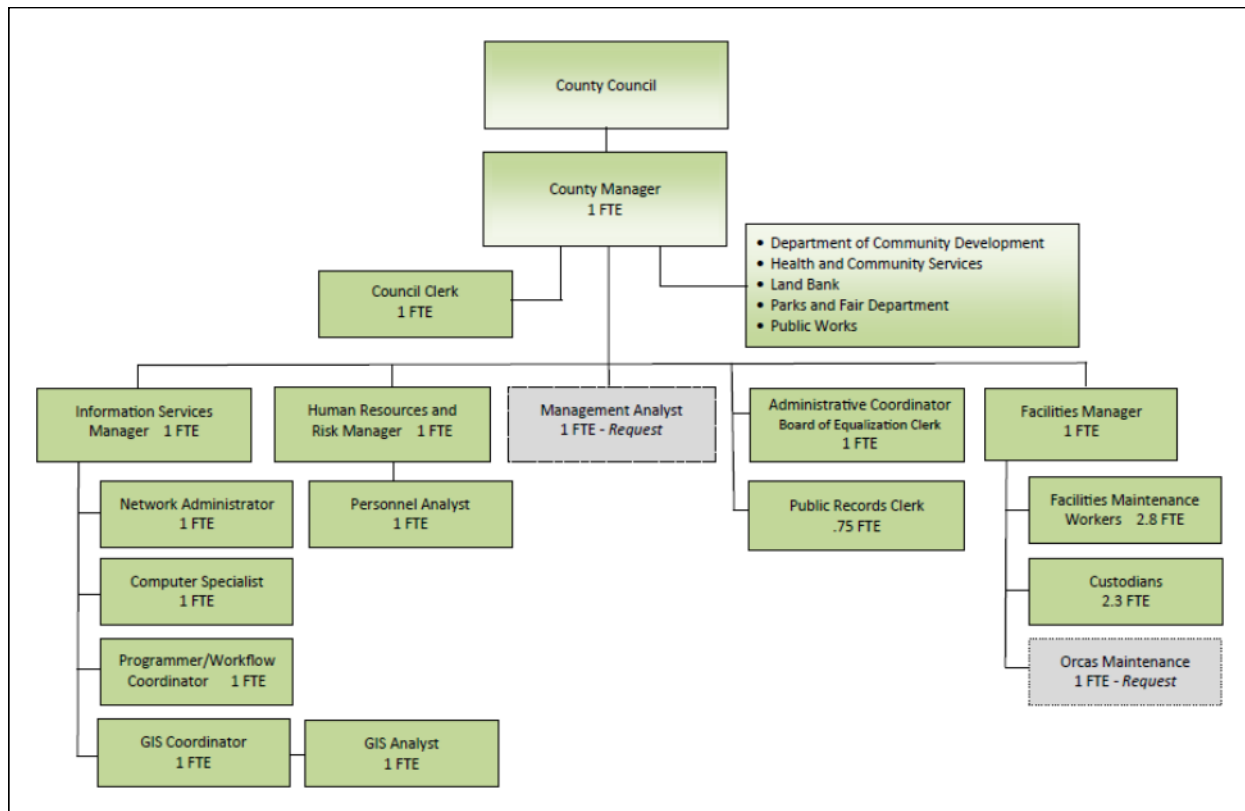 County Council
County Manager
1 FTE
• Department of Community Development
• Health and Community Services
• Land Bank
• Parks and Fair Department
• Public Works
Council Clerk
1 FTE
Information Services
Manager 1 FTE
Human Resources and
Risk Manager 1 FTE
Management Analyst
1 FTE - Request
Administrative Coordinator
Board of Equalization Clerk
1 FTE
Facilities Manager
1 FTE
Network Administrator
1 FTE
Personnel Analyst
1 FTE
Public Records Clerk
.75 FTE
Facilities Maintenance
Workers 2.8 FTE
Computer Specialist
1 FTE
Custodians
2.3 FTE
Programmer/Workflow
Coordinator 1 FTE
Orcas Maintenance
1 FTE - Request
GIS Coordinator
1 FTE
GIS Analyst
1 FTE